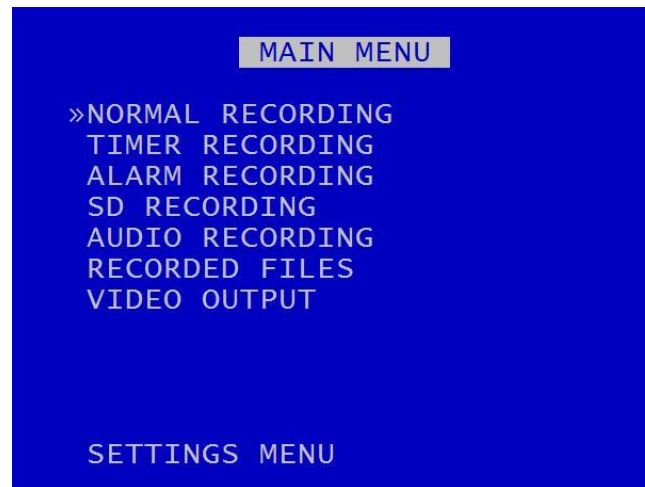 MAIN MENU
»NORMAL RECORDING
TIMER RECORDING
ALARM RECORDING
SD RECORDING
AUDIO RECORDING
RECORDED FILES
VIDEO OUTPUT
SETTINGS MENU